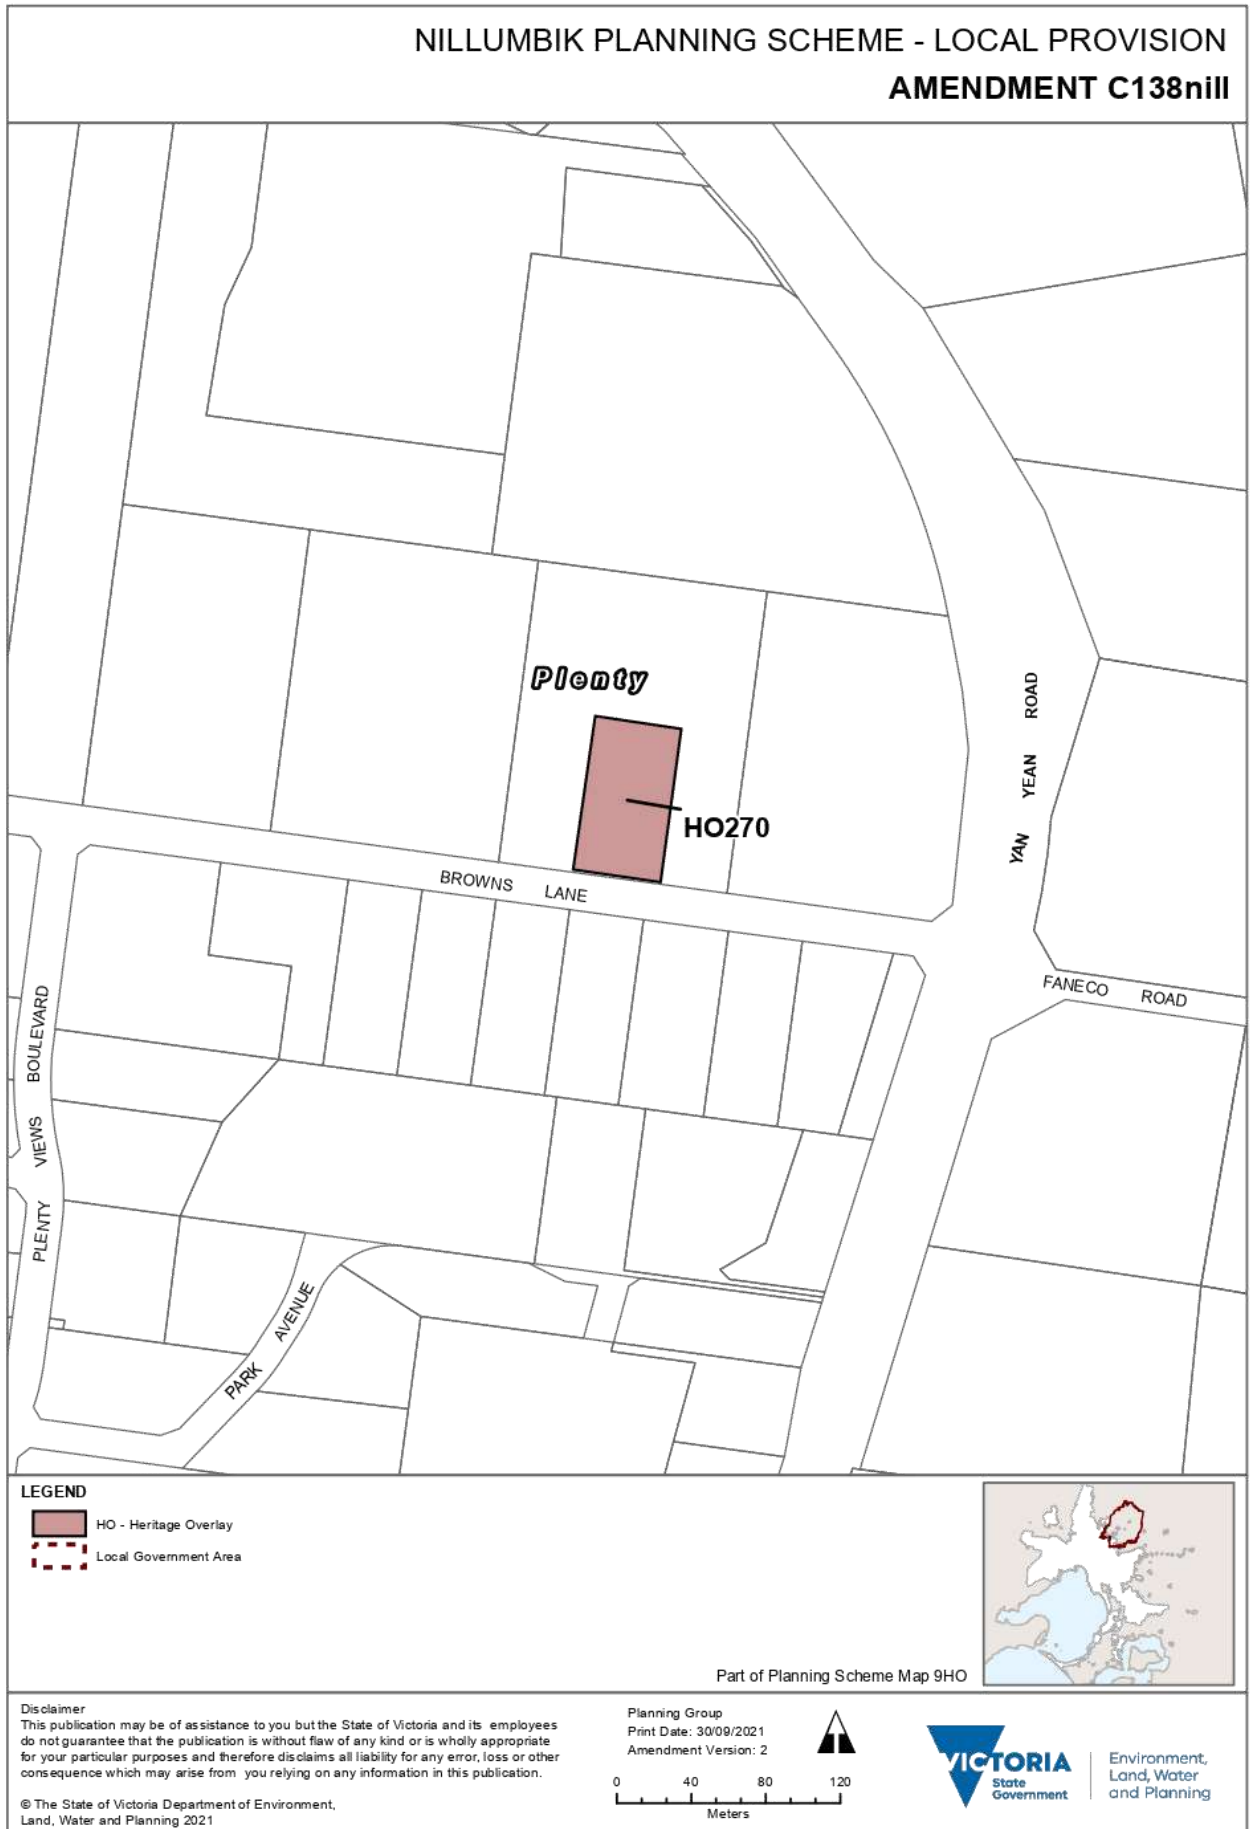 NILLUMBIK PLANNING SCHEME - LOCAL PROVISION
AMENDMENT C138nill
Plenty
HO270
YAN YEAN ROAD
BROWNS LANE
FANECO ROAD
PLENTY VIEWS BOULEVARD
PARK AVENUE
LEGEND
HO - Heritage Overlay
Local Government Area
Part of Planning Scheme Map 9HO
Disclaimer
This publication may be of assistance to you but the State of Victoria and its employees
do not guarantee that the publication is without flaw of any kind or is wholly appropriate
for your particular purposes and therefore disclaims all liability for any error, loss or other
consequence which may arise from you relying on any information in this publication.
© The State of Victoria Department of Environment,
Land, Water and Planning 2021
Planning Group
Print Date: 30/09/2021
Amendment Version: 2
0 40 80 120
Meters
VICTORIA
State
Government
Environment,
Land, Water
and Planning